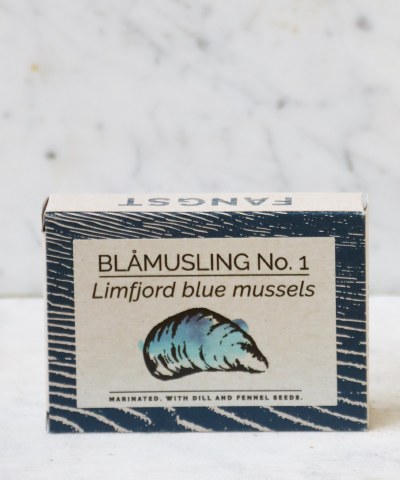 FANGST
BLÅMUSLING No. 1
Limfjord blue mussels
MARINATED. WITH DILL AND FENNEL SEEDS.